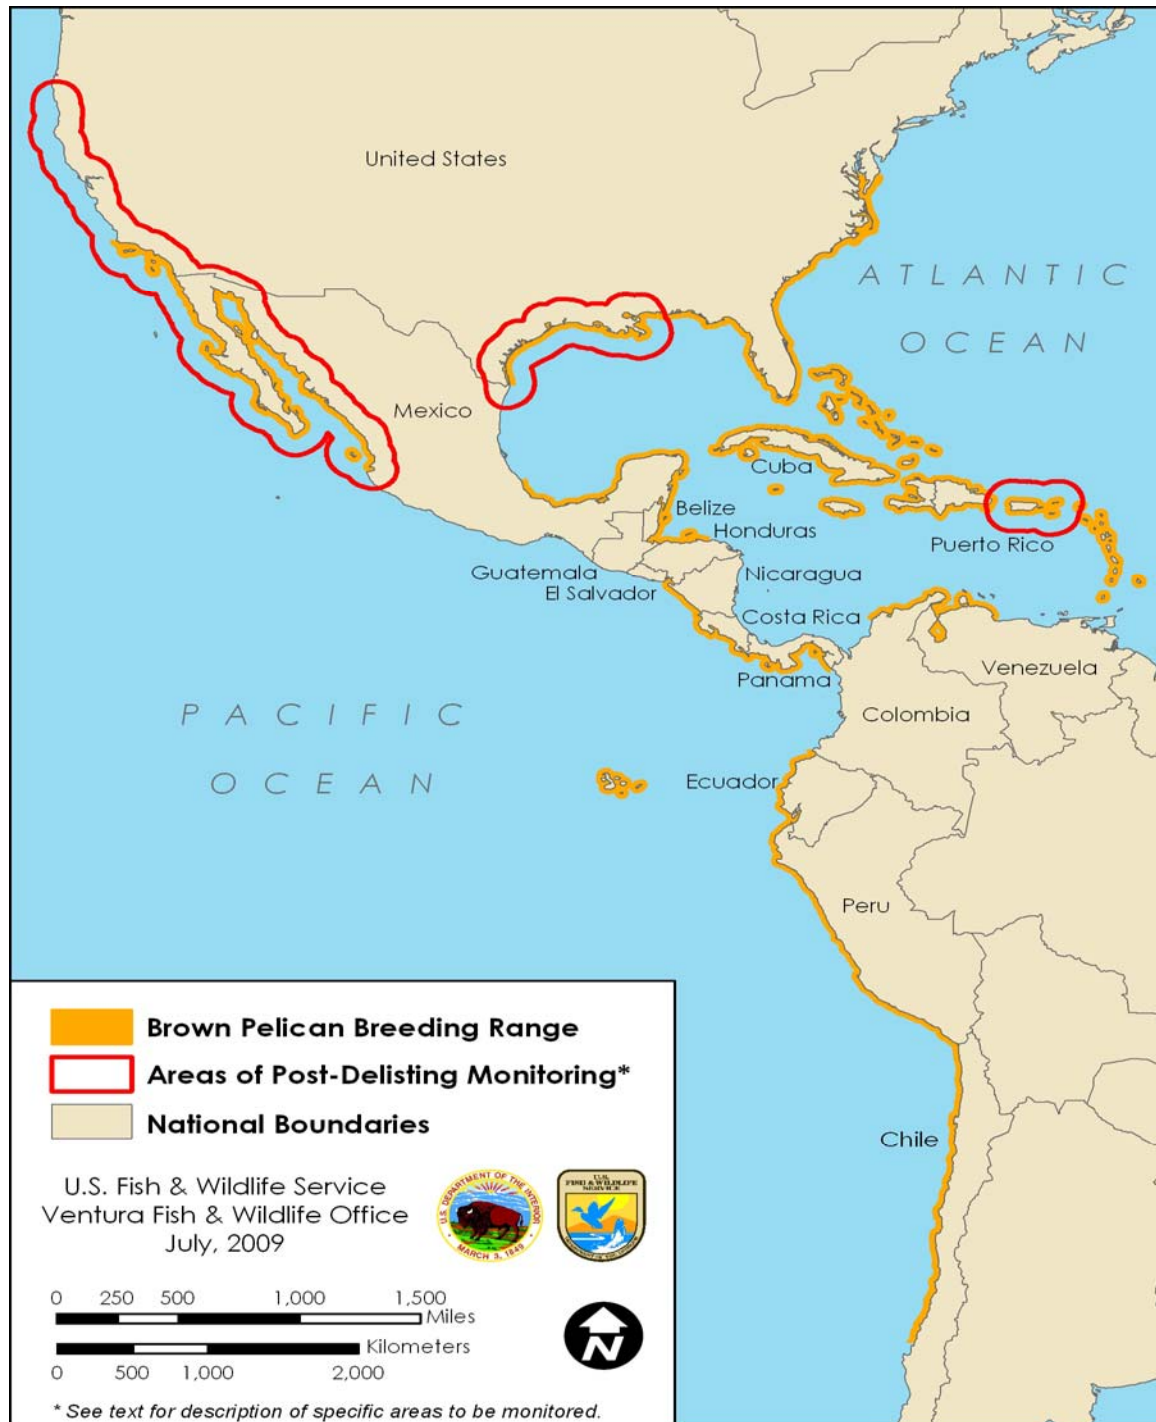 United States
ATLANTIC
OCEAN
Mexico
Cuba
Belize
Honduras
Puerto Rico
Guatemala
Nicaragua
El Salvador
Costa Rica
Venezuela
Panama
Colombia
PACIFIC
OCEAN
Ecuador
Peru
Chile
Brown Pelican Breeding Range
Areas of Post-Delisting Monitoring*
National Boundaries
U.S. Fish & Wildlife Service
Ventura Fish & Wildlife Office
July, 2009
U.S. DEPARTMENT OF THE INTERIOR
MARCH 3, 1849
U.S.
FISH & WILDLIFE
SERVICE
DEPARTMENT OF THE INTERIOR
0 250 500 1,000 1,500
Miles
N
Kilometers
0 500 1,000 2,000
* See text for description of specific areas to be monitored.